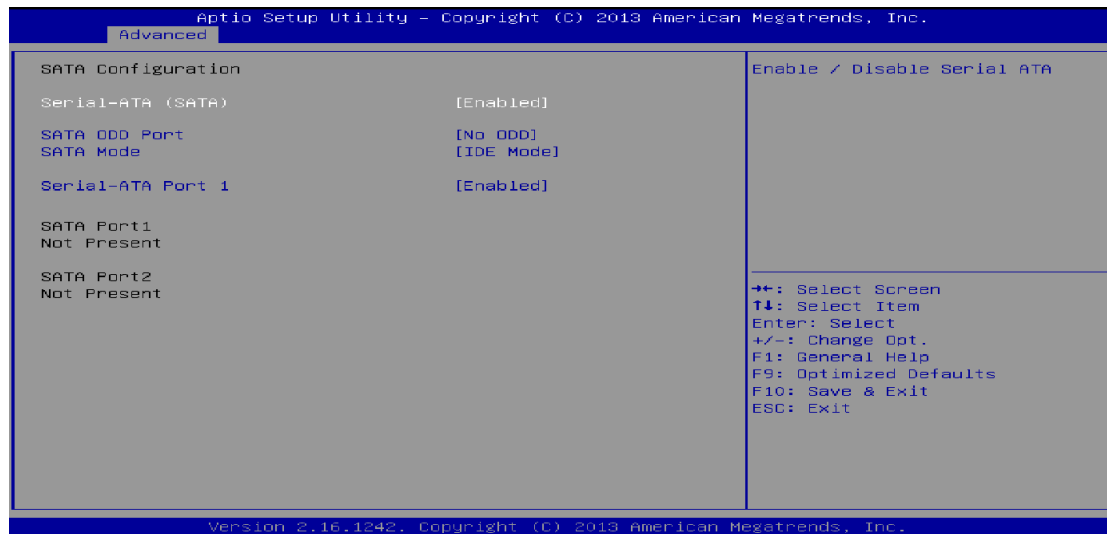 Aptio Setup Utility – Copyright (C) 2013 American Megatrends, Inc.
Advanced
SATA Configuration
Serial-ATA (SATA) [Enabled]
SATA ODD Port [No ODD]
SATA Mode [IDE Mode]
Serial-ATA Port 1 [Enabled]
SATA Port1
Not Present
SATA Port2
Not Present
Enable / Disable Serial ATA
→←: Select Screen
↑↓: Select Item
Enter: Select
+/-: Change Opt.
F1: General Help
F9: Optimized Defaults
F10: Save & Exit
ESC: Exit
Version 2.16.1242. Copyright (C) 2013 American Megatrends, Inc.